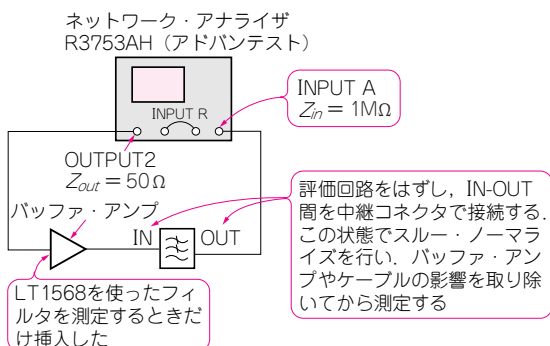 ネットワーク・アナライザ
R3753AH（アドバンテスト）
INPUT R
INPUT A
Zin＝1MΩ
OUTPUT2
Zout＝50Ω
バッファ・アンプ
IN
OUT
LT1568を使ったフィ
ルタを測定するときだ
け挿入した
評価回路をはずし，IN-OUT
間を中継コネクタで接続する．
この状態でスルー・ノーマラ
イズを行い．バッファ・アン
プやケーブルの影響を取り除
いてから測定する